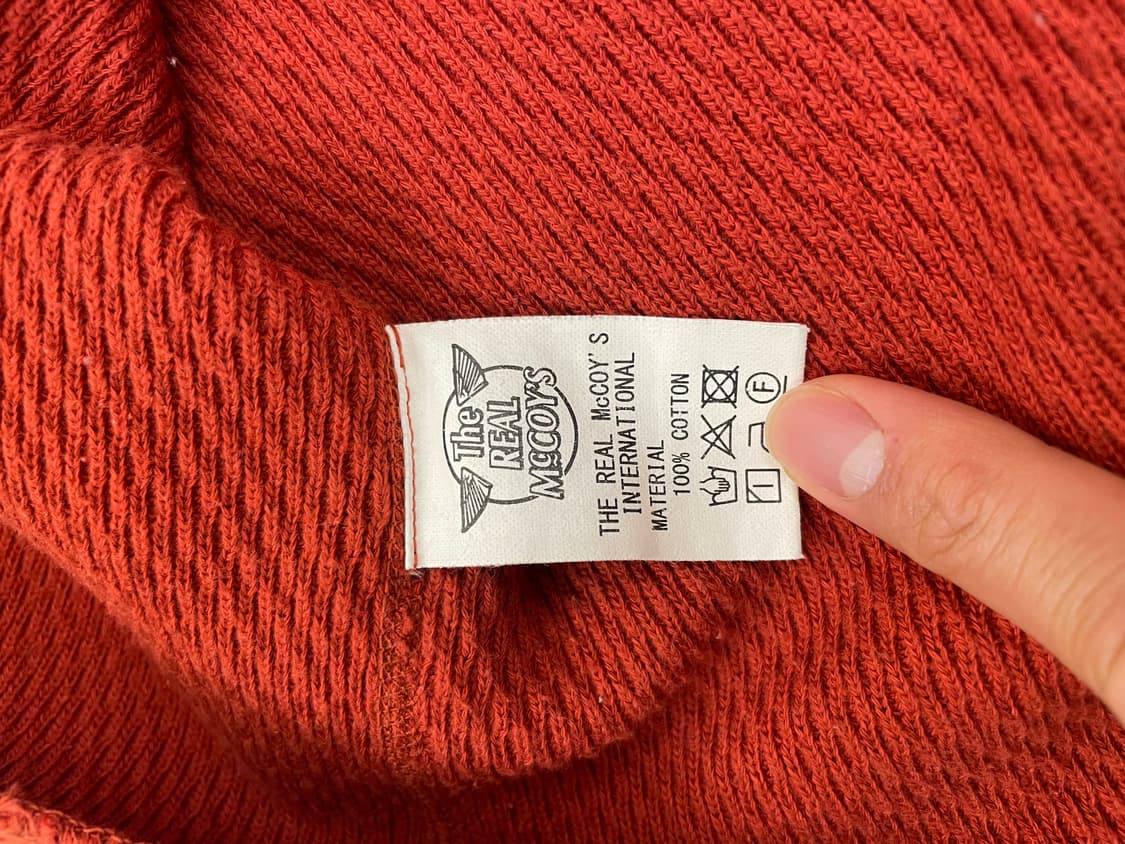 The
REAL
McCOY'S
THE REAL McCOY'S
INTERNATIONAL
MATERIAL
100% COTTON
F